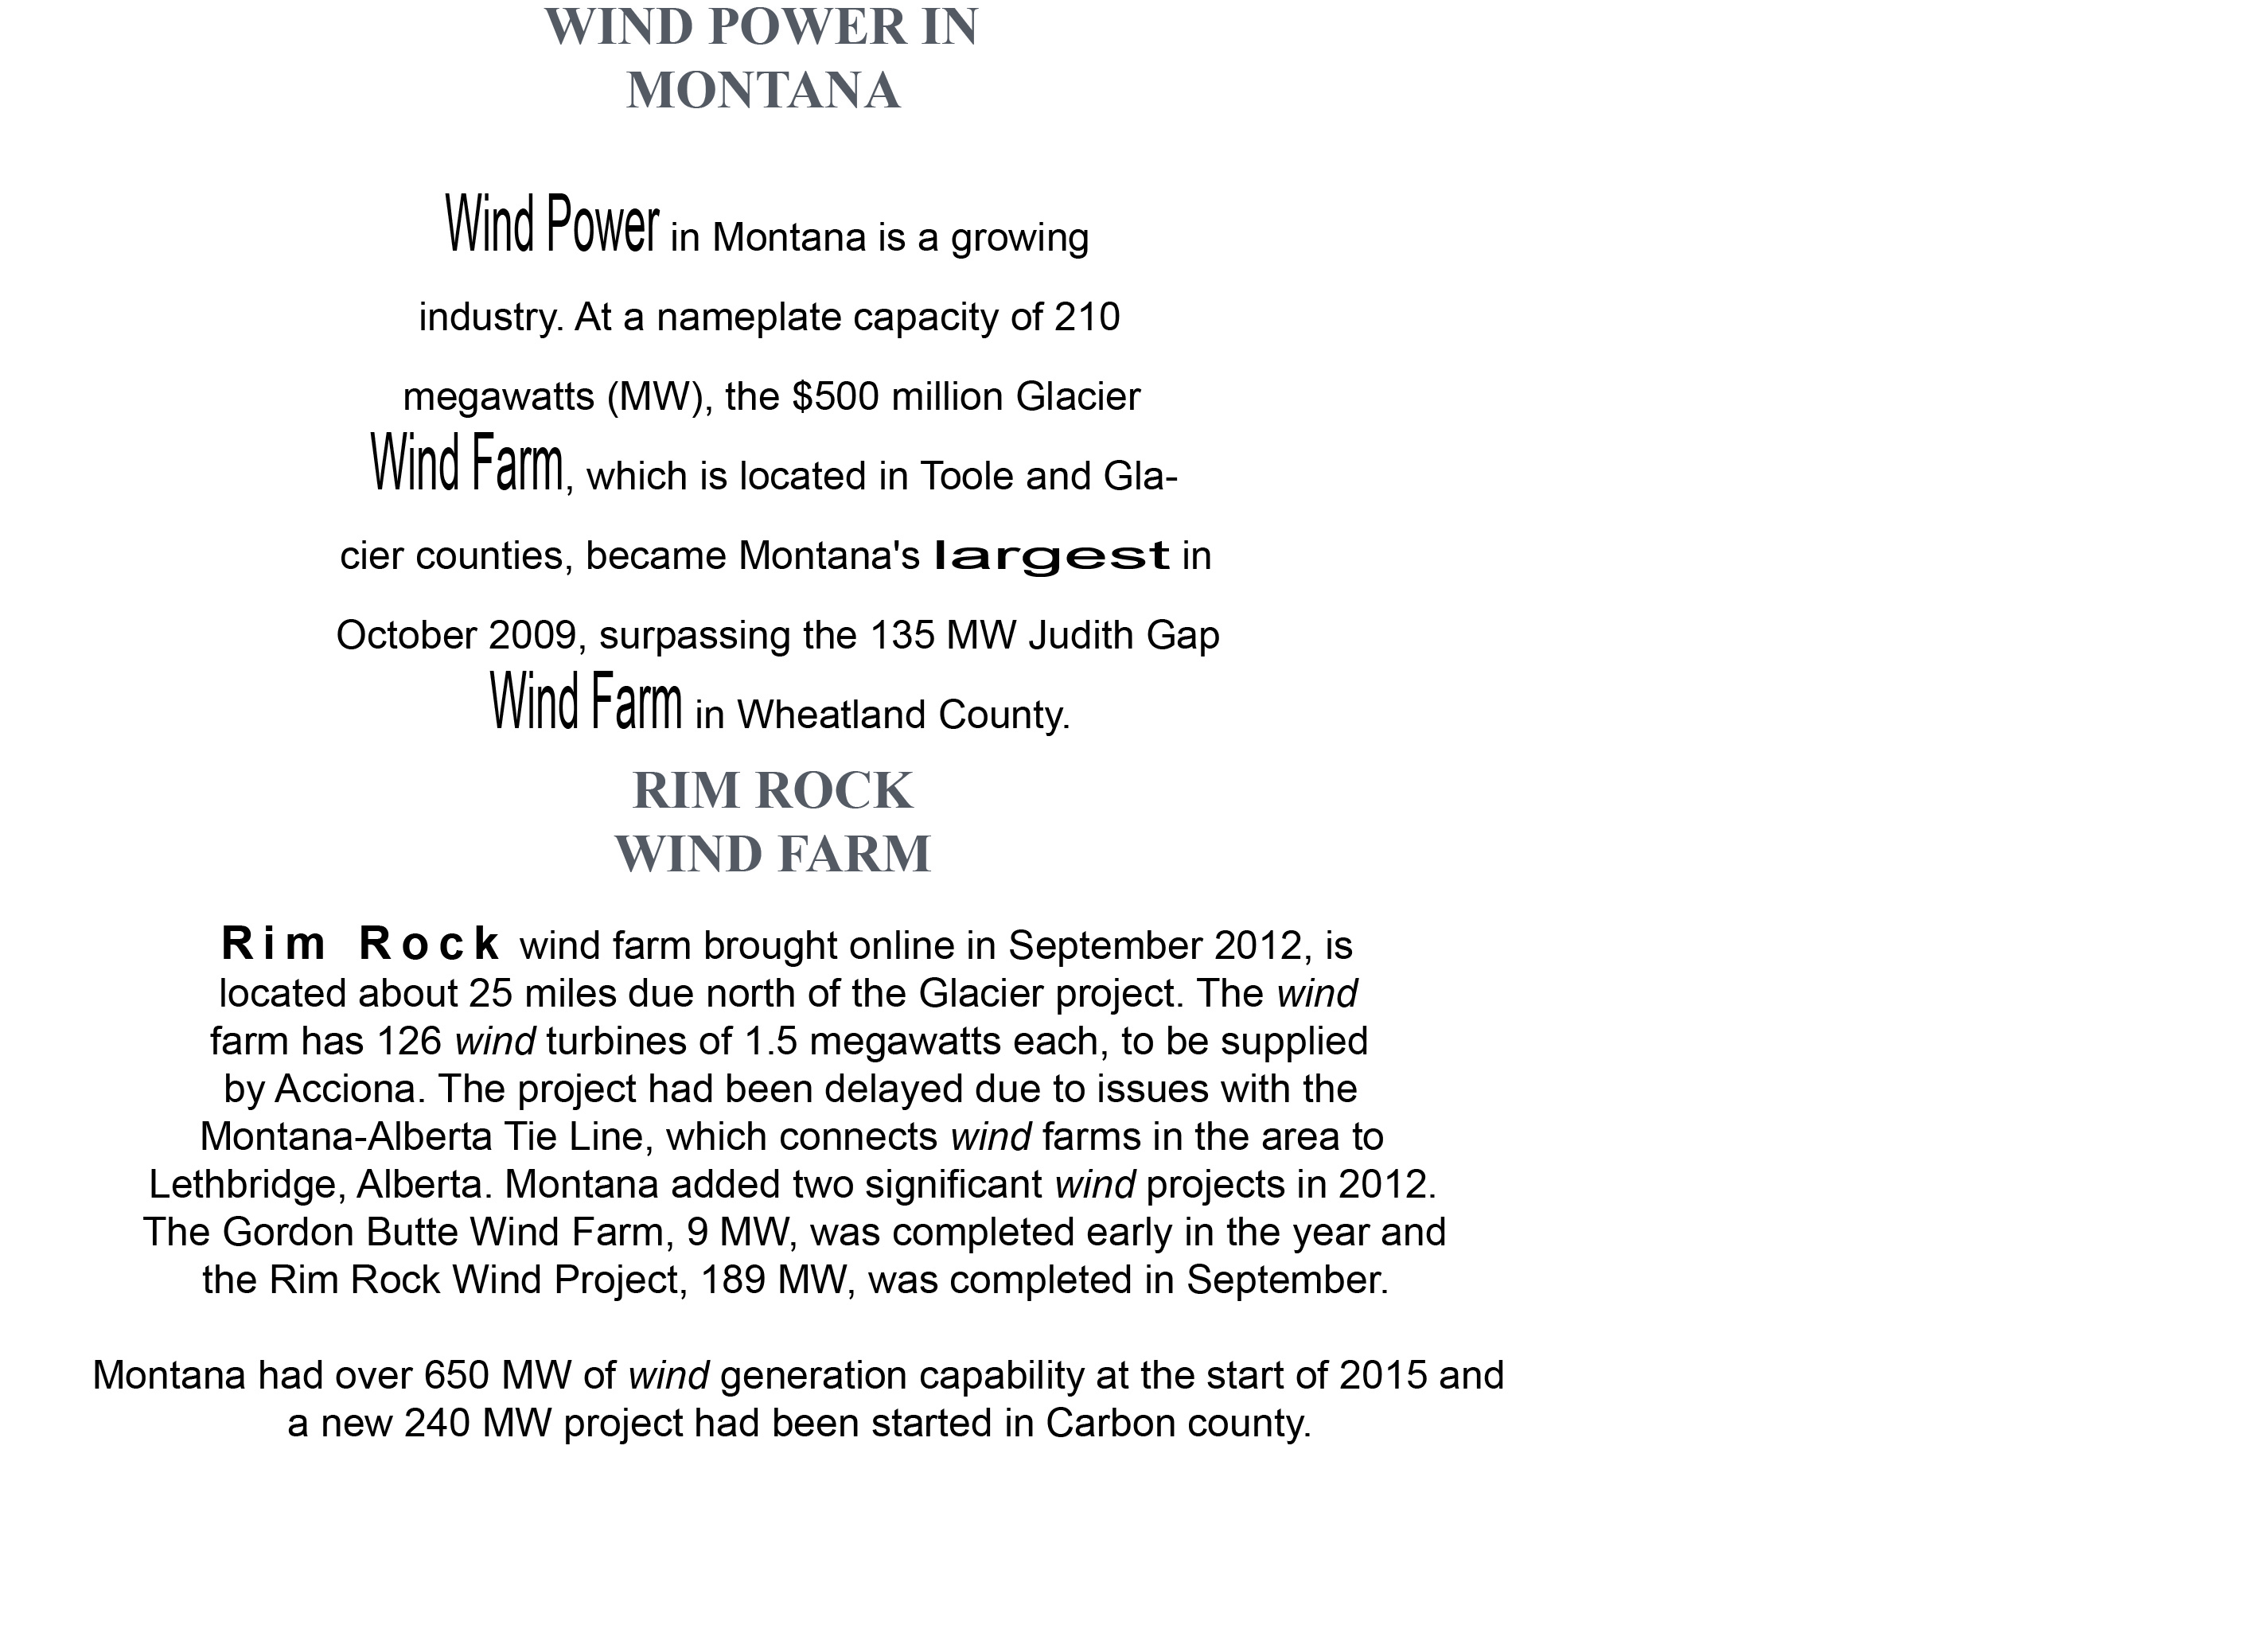 WIND POWER IN
MONTANA
Wind Power in Montana is a growing
industry. At a nameplate capacity of 210
megawatts (MW), the $500 million Glacier
Wind Farm, which is located in Toole and Gla-
cier counties, became Montana's largest in
October 2009, surpassing the 135 MW Judith Gap
Wind Farm in Wheatland County.
RIM ROCK
WIND FARM
Rim Rock wind farm brought online in September 2012, is
located about 25 miles due north of the Glacier project. The wind
farm has 126 wind turbines of 1.5 megawatts each, to be supplied
by Acciona. The project had been delayed due to issues with the
Montana-Alberta Tie Line, which connects wind farms in the area to
Lethbridge, Alberta. Montana added two significant wind projects in 2012.
The Gordon Butte Wind Farm, 9 MW, was completed early in the year and
the Rim Rock Wind Project, 189 MW, was completed in September.
Montana had over 650 MW of wind generation capability at the start of 2015 and
a new 240 MW project had been started in Carbon county.